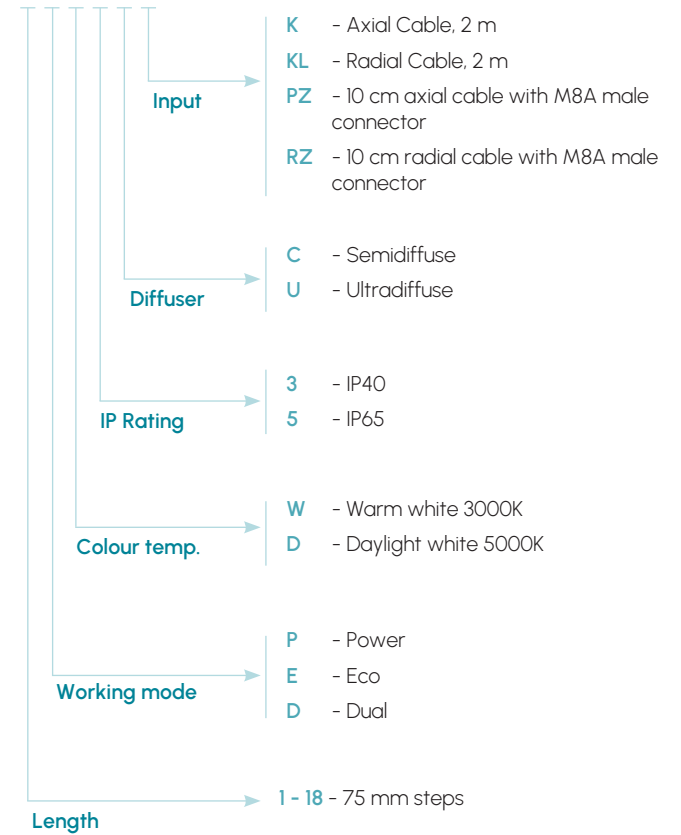 K - Axial Cable, 2 m
KL - Radial Cable, 2 m
PZ - 10 cm axial cable with M8A male
connector
RZ - 10 cm radial cable with M8A male
connector
Input
C - Semidiffuse
U - Ultradiffuse
Diffuser
3 - IP40
5 - IP65
IP Rating
W - Warm white 3000K
D - Daylight white 5000K
Colour temp.
P - Power
E - Eco
D - Dual
Working mode
1 - 18 - 75 mm steps
Length